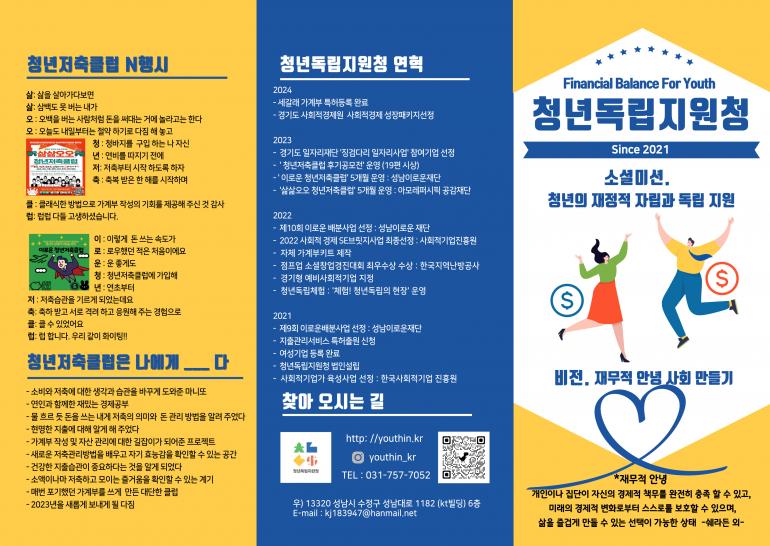 청년저축클럽 N행시
살: 삶을 살아가다보면
살: 삼백도 못 버는 내가
오 : 오백을 버는 사람처럼 돈을 써대는 거에 놀라고는 한다
오 : 오늘도 내일부터는 절약 하기로 다짐 해 놓고
청 : 청바지를 구입 하는 나 자신
년 : 연비를 따지기 전에
저: 저축부터 시작 하도록 하자
축 : 축복 받은 한 해를 시작하며
살살오오
청년저축클럽
클 : 클래식한 방법으로 가계부 작성의 기회를 제공해 주신 것 감사
럽: 럽럽 다들 고생하셨습니다.
이로운 청년저축클럽
이 : 이렇게 돈 쓰는 속도가
로 : 로우했던 적은 처음이에요
운 : 운 좋게도
청 : 청년저축클럽에 가입해
년 : 연초부터
저 : 저축습관을 기르게 되었는데요
축: 축하 받고 서로 격려 하고 응원해 주는 경험으로
클: 클 수 있었어요
럽: 럽 합니다. 우리 같이 화이팅!!
청년저축클럽은 나에게 ___ 다
- 소비와 저축에 대한 생각과 습관을 바꾸게 도와준 마니또
- 연인과 함께한 재밌는 경제공부
- 물 흐르 듯 돈을 쓰는 내게 저축의 의미와 돈 관리 방법을 알려 주었다
- 현명한 지출에 대해 알게 해 주었다
- 가계부 작성 및 자산 관리에 대한 길잡이가 되어준 프로젝트
- 새로운 저축관리방법을 배우고 자기 효능감을 확인할 수 있는 공간
- 건강한 지출습관이 중요하다는 것을 알게 되었다
- 소액이나마 저축하고 모이는 즐거움을 확인할 수 있는 계기
- 매번 포기했던 가계부를 쓰게 만든 대단한 클럽
- 2023년을 새롭게 보내게 될 다짐
청년독립지원청 연혁
2024
- 세갈래 가계부 특허등록 완료
- 경기도 사회적경제원 사회적경제 성장패키지선정
2023
- 경기도 일자리재단 '징검다리 일자리사업' 참여기업 선정
- ' 청년저축클럽 후기공모전' 운영 (19편 시상)
- ' 이로운 청년저축클럽' 5개월 운영 : 성남이로운재단
- '살살오오 청년저축클럽' 5개월 운영 : 아모레퍼시픽 공감재단
2022
- 제10회 이로운 배분사업 선정 : 성남이로운 재단
- 2022 사회적 경제 SE브릿지사업 최종선정 : 사회적기업진흥원
- 자체 가계부키트 제작
- 점프업 소셜창업경진대회 최우수상 수상 : 한국지역난방공사
- 경기형 예비사회적기업 지정
- 청년독립체험 : '체험! 청년독립의 현장' 운영
2021
- 제9회 이로운배분사업 선정 : 성남이로운재단
- 지출관리서비스 특허출원 신청
- 여성기업 등록 완료
- 청년독립지원청 법인설립
- 사회적기업가 육성사업 선정 : 한국사회적기업 진흥원
찾아 오시는 길
청년독립지원청
http: //youthin_kr
youthin_kr
TEL : 031-757-7052
우) 13320 성남시 수정구 성남대로 1182 (kt빌딩) 6층
E-mail : kj183947@hanmail.net
Financial Balance For Youth
청년독립지원청
Since 2021
소셜미션.
청년의 재정적 자립과 독립 지원
$
$
비전. 재무적 안녕 사회 만들기
*재무적 안녕
개인이나 집단이 자신의 경제적 책무를 완전히 충족 할 수 있고,
미래의 경제적 변화로부터 스스로를 보호할 수 있으며,
삶을 즐겁게 만들 수 있는 선택이 가능한 상태 -쉐라든 외-